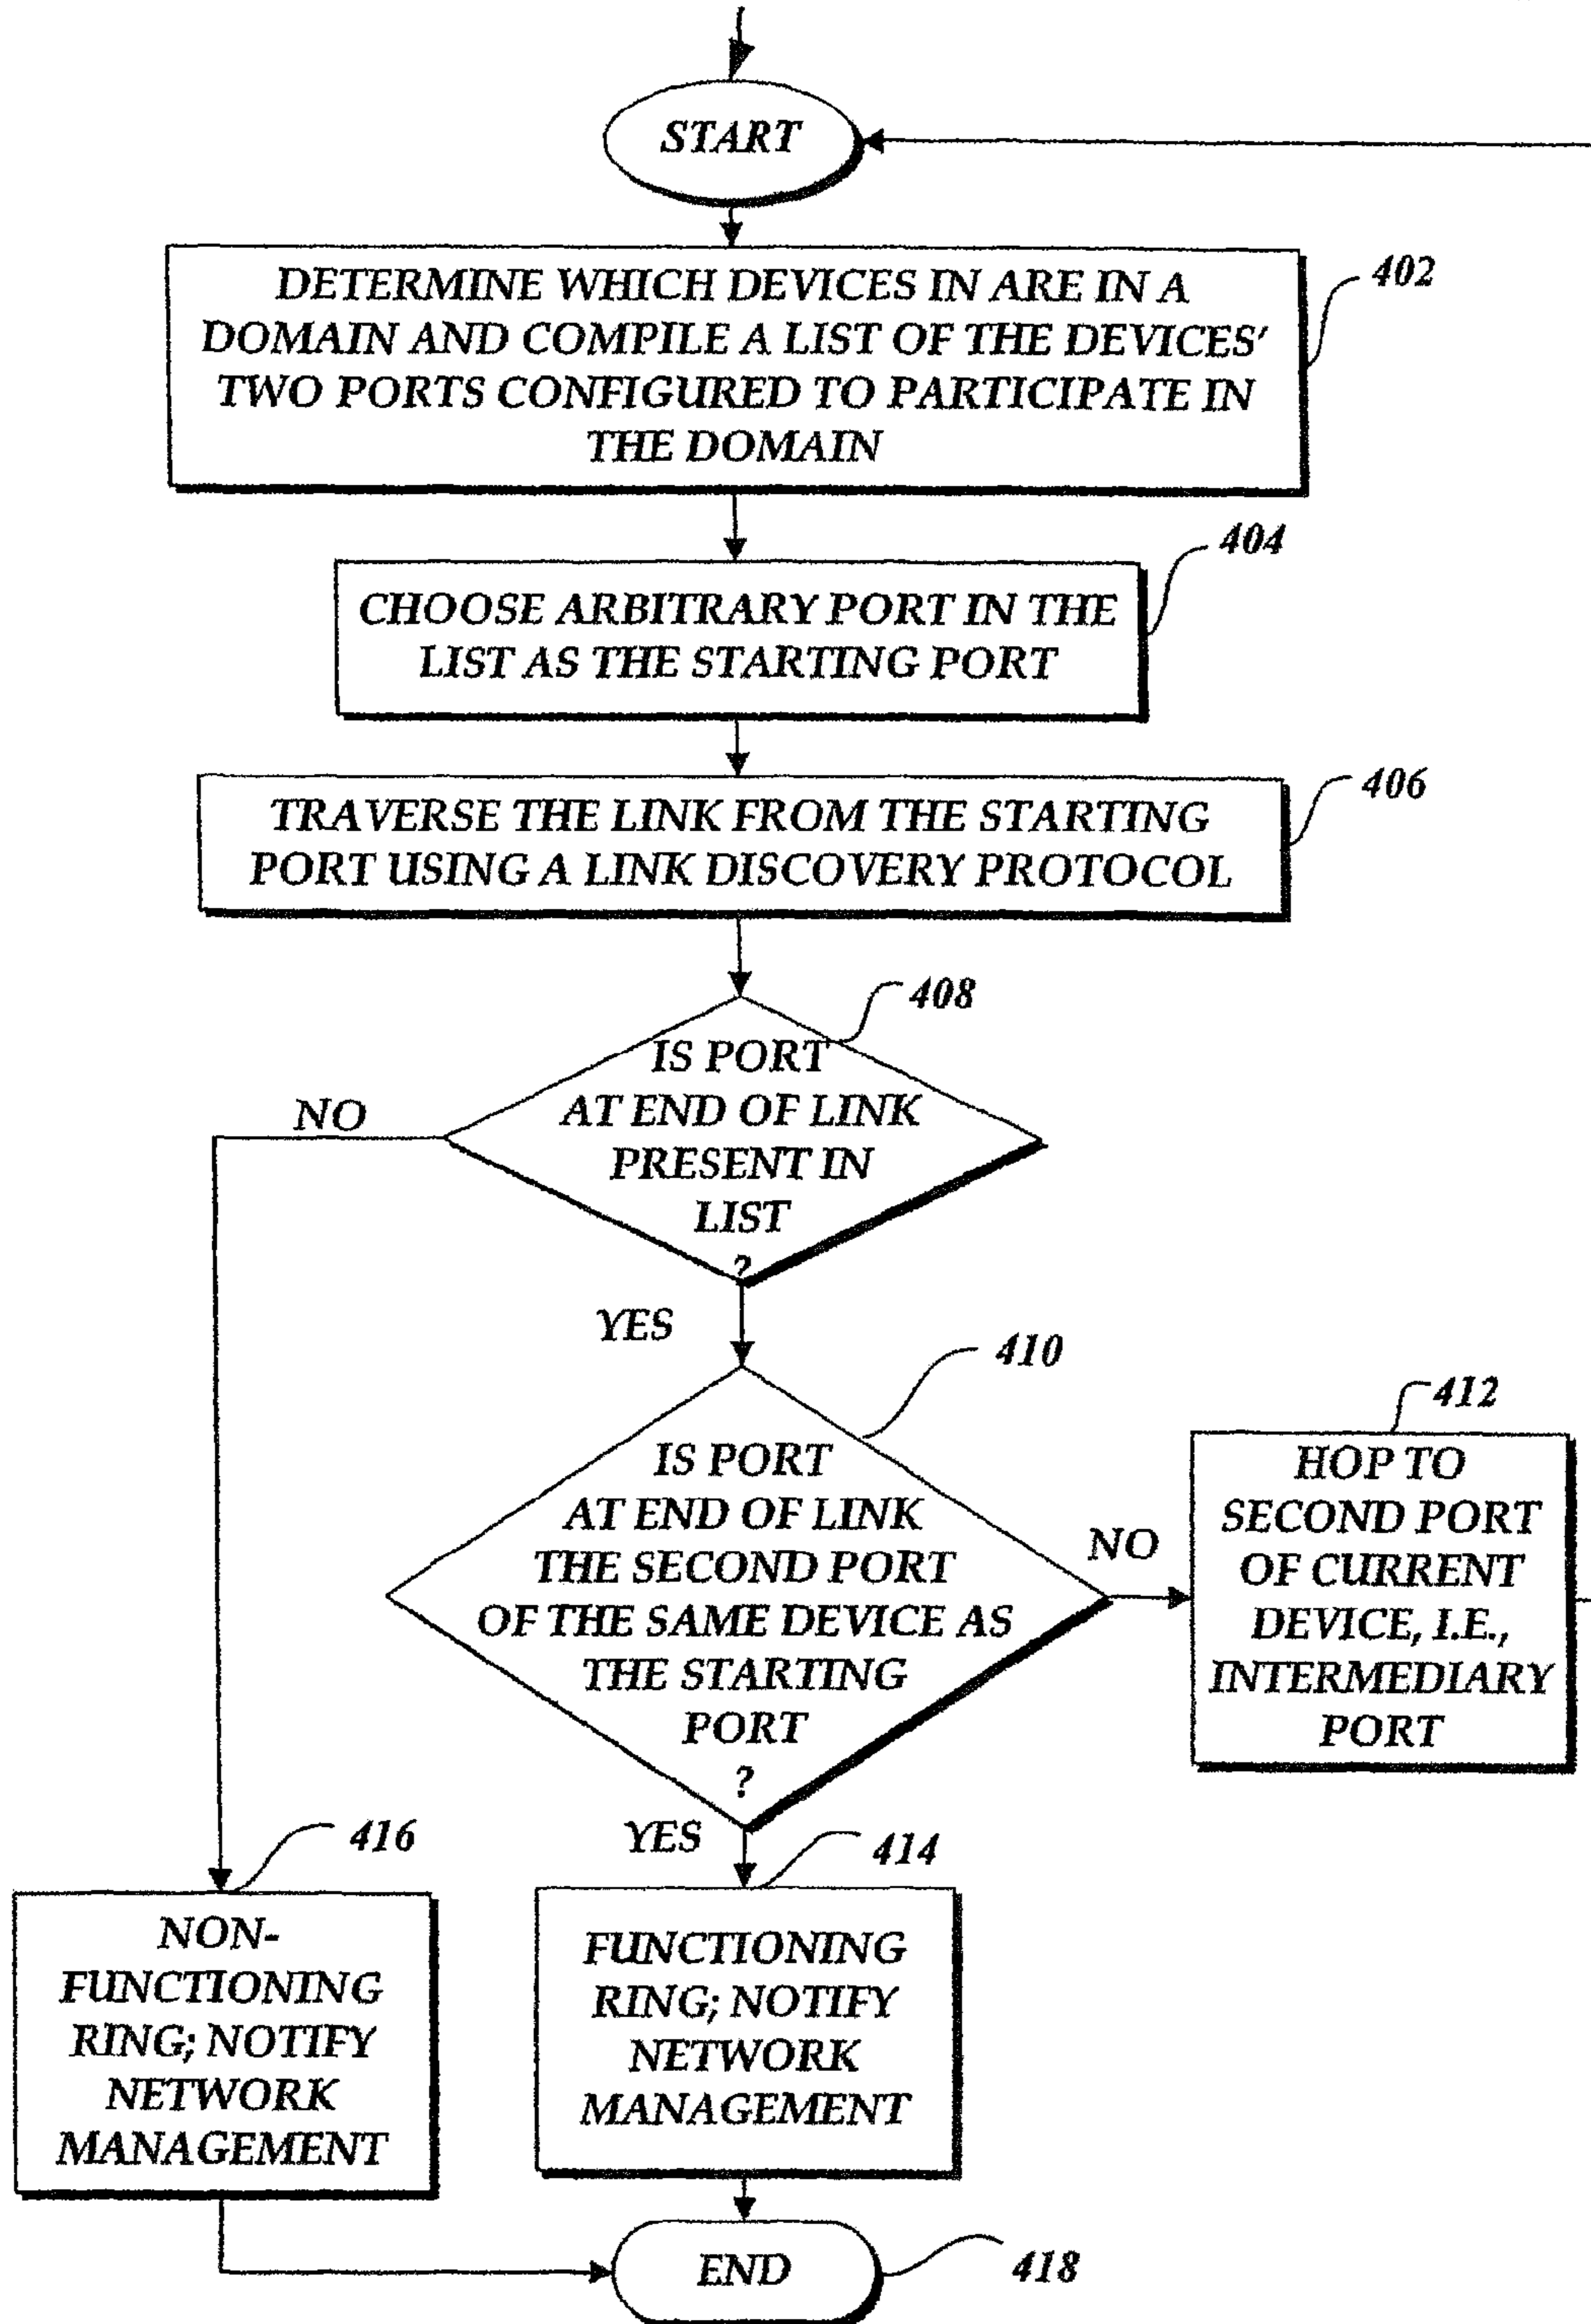 START
DETERMINE WHICH DEVICES IN ARE IN A
DOMAIN AND COMPILE A LIST OF THE DEVICES'
TWO PORTS CONFIGURED TO PARTICIPATE IN
THE DOMAIN
402
CHOOSE ARBITRARY PORT IN THE
LIST AS THE STARTING PORT
404
TRAVERSE THE LINK FROM THE STARTING
PORT USING A LINK DISCOVERY PROTOCOL
406
408
IS PORT
AT END OF LINK
PRESENT IN
LIST
?
NO
YES
410
IS PORT
AT END OF LINK
THE SECOND PORT
OF THE SAME DEVICE AS
THE STARTING
PORT
?
NO
412
HOP TO
SECOND PORT
OF CURRENT
DEVICE, I.E.,
INTERMEDIARY
PORT
YES
416
NON-
FUNCTIONING
RING; NOTIFY
NETWORK
MANAGEMENT
414
FUNCTIONING
RING; NOTIFY
NETWORK
MANAGEMENT
END
418